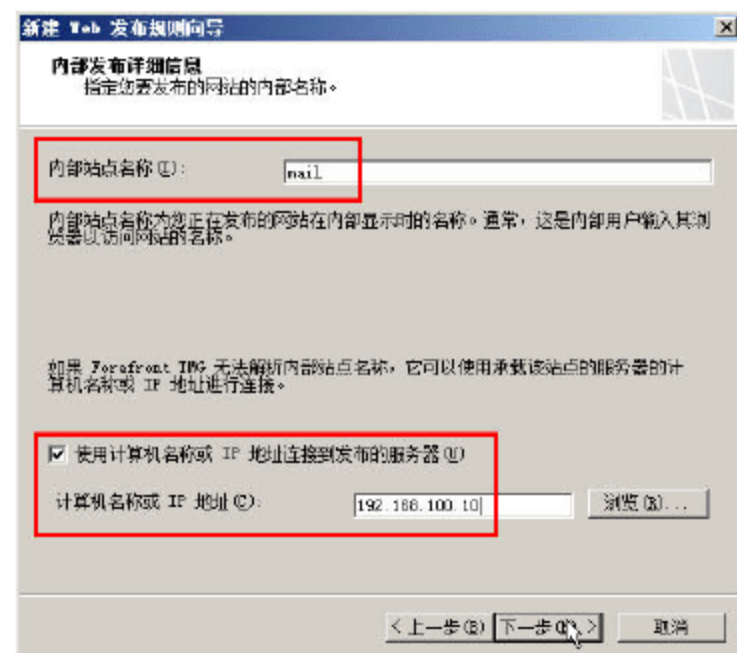 新建 Web 发布规则向导
内部发布详细信息
指定您要发布的网站的内部名称。
内部站点名称(I):
mail
内部站点名称为您正在发布的网站在内部显示时的名称。通常，这是内部用户输入其浏
览器以访问网站的名称。
如果 Forefront TMG 无法解析内部站点名称，它可以使用承载该站点的服务器的计
算机名称或 IP 地址进行连接。
使用计算机名称或 IP 地址连接到发布的服务器(U)
计算机名称或 IP 地址(C):
192.168.100.10
浏览(R)...
< 上一步(B)
下一步(N) >
取消